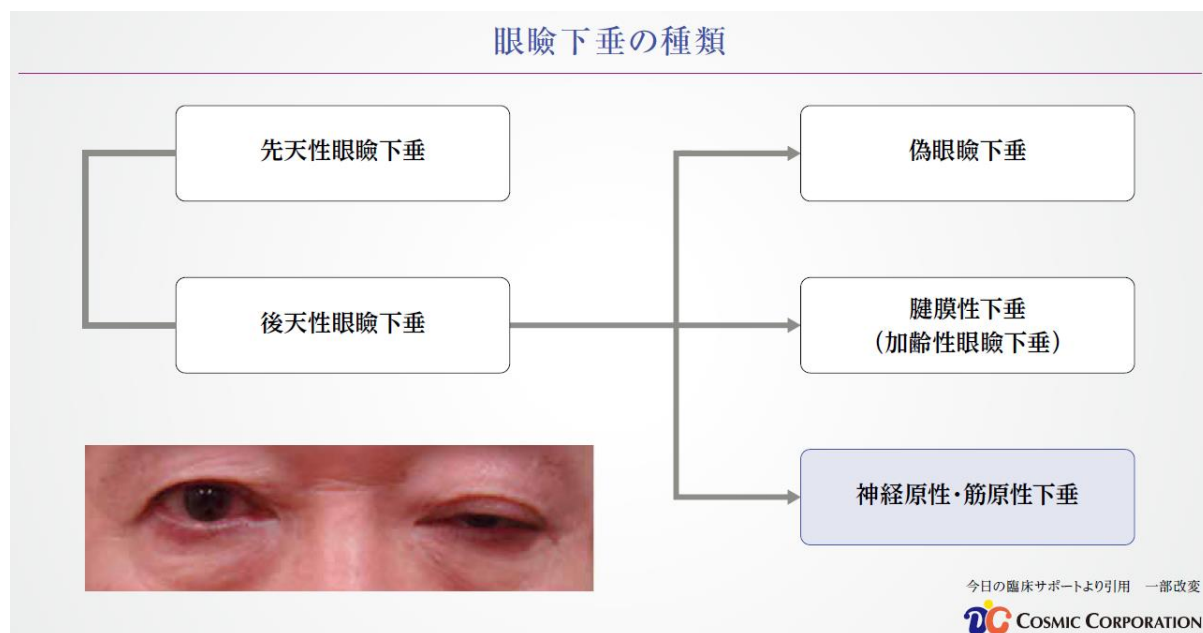 眼瞼下垂の種類
先天性眼瞼下垂
偽眼瞼下垂
後天性眼瞼下垂
腱膜性下垂
（加齢性眼瞼下垂）
神経原性・筋原性下垂
今日の臨床サポートより引用　一部改変
COSMIC CORPORATION